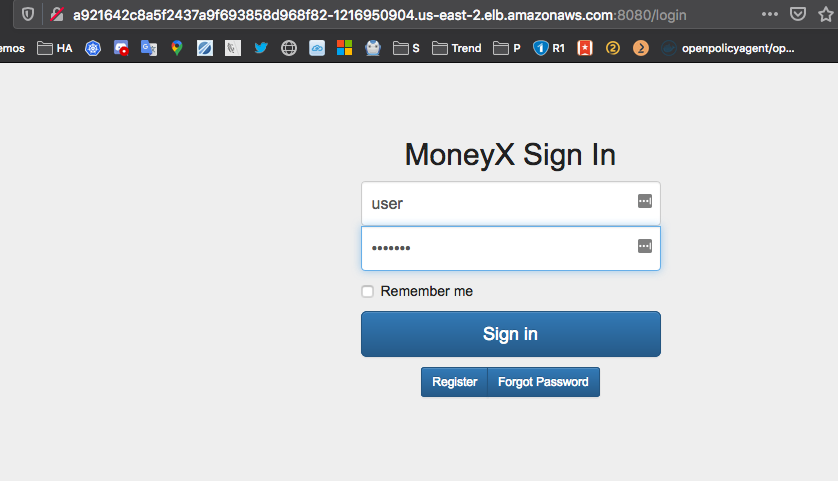 a921642c8a5f2437a9f693858d968f82-1216950904.us-east-2.elb.amazonaws.com:8080/login
emos HA S Trend P R1 openpolicyagent/op...
MoneyX Sign In
user
•••••••
Remember me
Sign in
Register Forgot Password